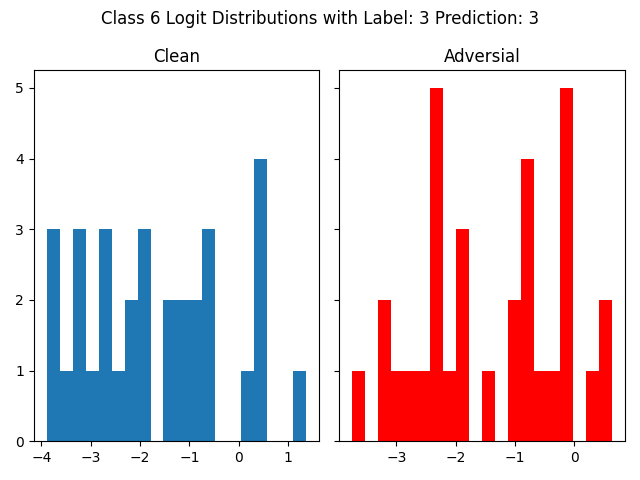 Class 6 Logit Distributions with Label: 3 Prediction: 3
Clean
Adversial
5
4
3
2
1
0
−4 −3 −2 −1 0 1
−3 −2 −1 0